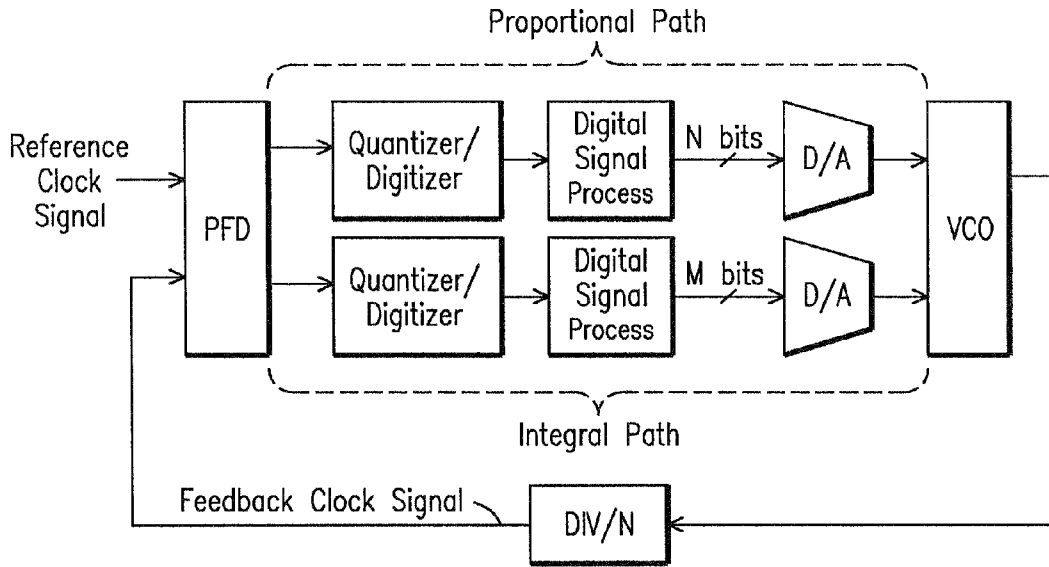 Proportional Path
Reference
Clock
Signal
PFD
Quantizer/
Digitizer
Digital
Signal
Process
N bits
D/A
VCO
Quantizer/
Digitizer
Digital
Signal
Process
M bits
D/A
Integral Path
Feedback Clock Signal
DIV/N